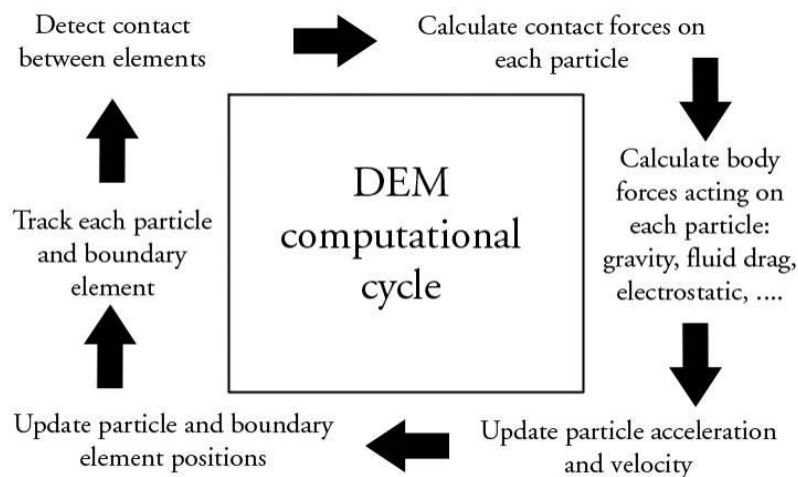 Detect contact
between elements
Calculate contact forces on
each particle
Calculate body
forces acting on
each particle:
gravity, fluid drag,
electrostatic, ....
Update particle acceleration
and velocity
Update particle and boundary
element positions
Track each particle
and boundary
element
DEM
computational
cycle